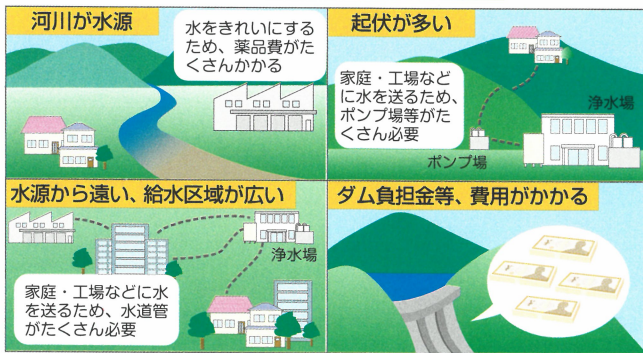 河川が水源
水をきれいにする
ため、薬品費がた
くさんかかる
起伏が多い
家庭・工場など
に水を送るため、
ポンプ場等がた
くさん必要
浄水場
ポンプ場
水源から遠い、給水区域が広い
浄水場
家庭・工場などに水
を送るため、水道管
がたくさん必要
ダム負担金等、費用がかかる